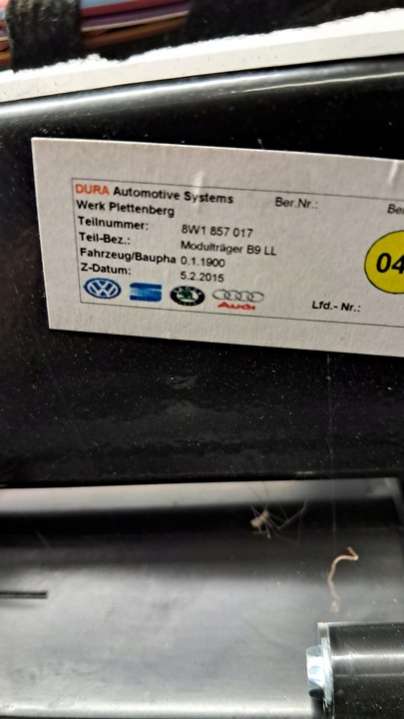 DURA Automotive Systems
Werk Plettenberg
Teilnummer: 8W1 857 017
Teil-Bez.: Modulträger B9 LL
Fahrzeug/Baupha 0.1.1900
Z-Datum: 5.2.2015
Audi
Ber.Nr.:
Be
04
Lfd.- Nr.: